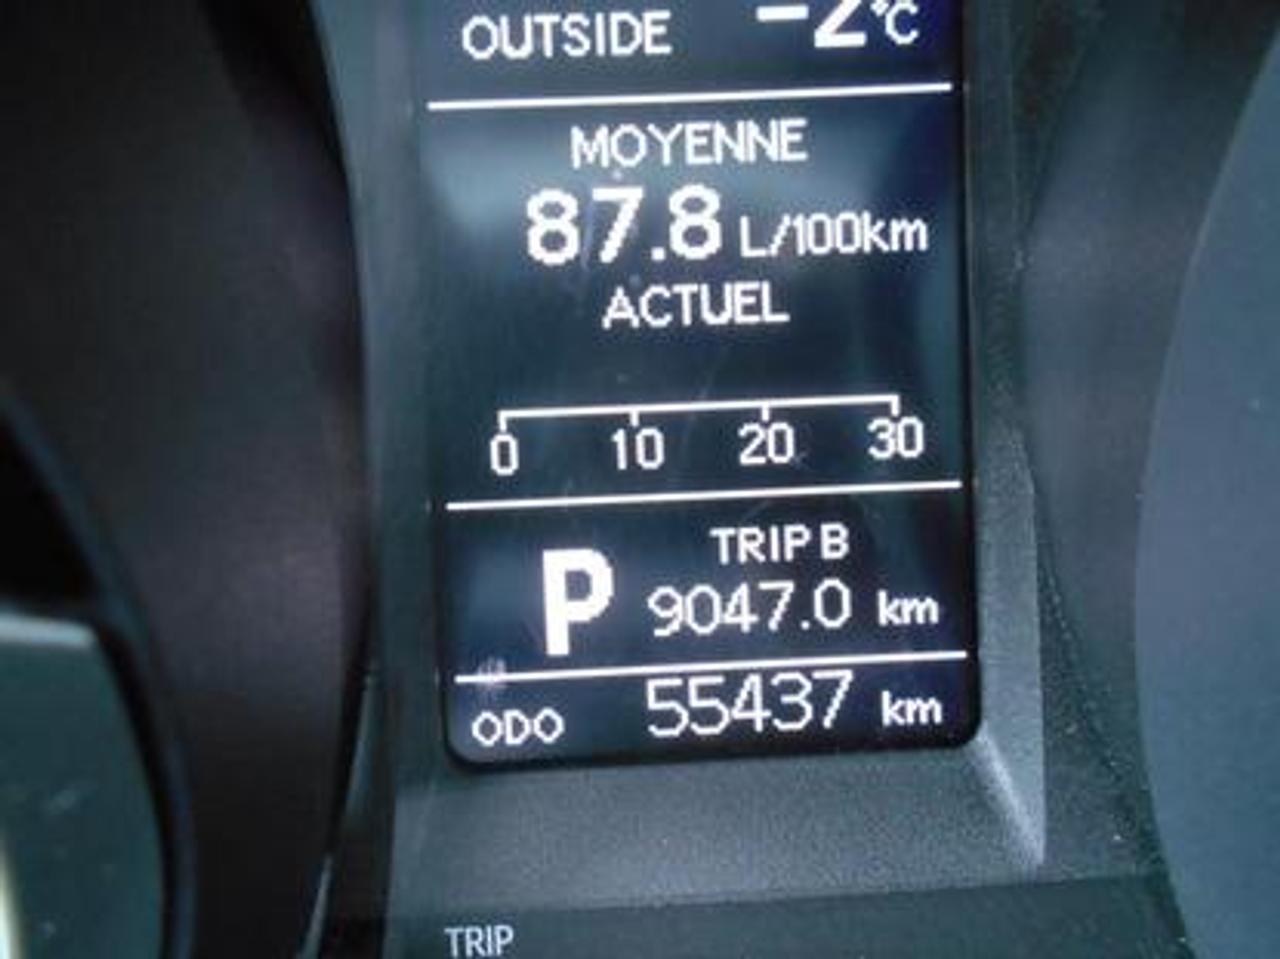 OUTSIDE -2°C
MOYENNE
87.8 L/100km
ACTUEL
0 10 20 30
TRIP B
P 9047.0 km
ODO 55437 km
TRIP